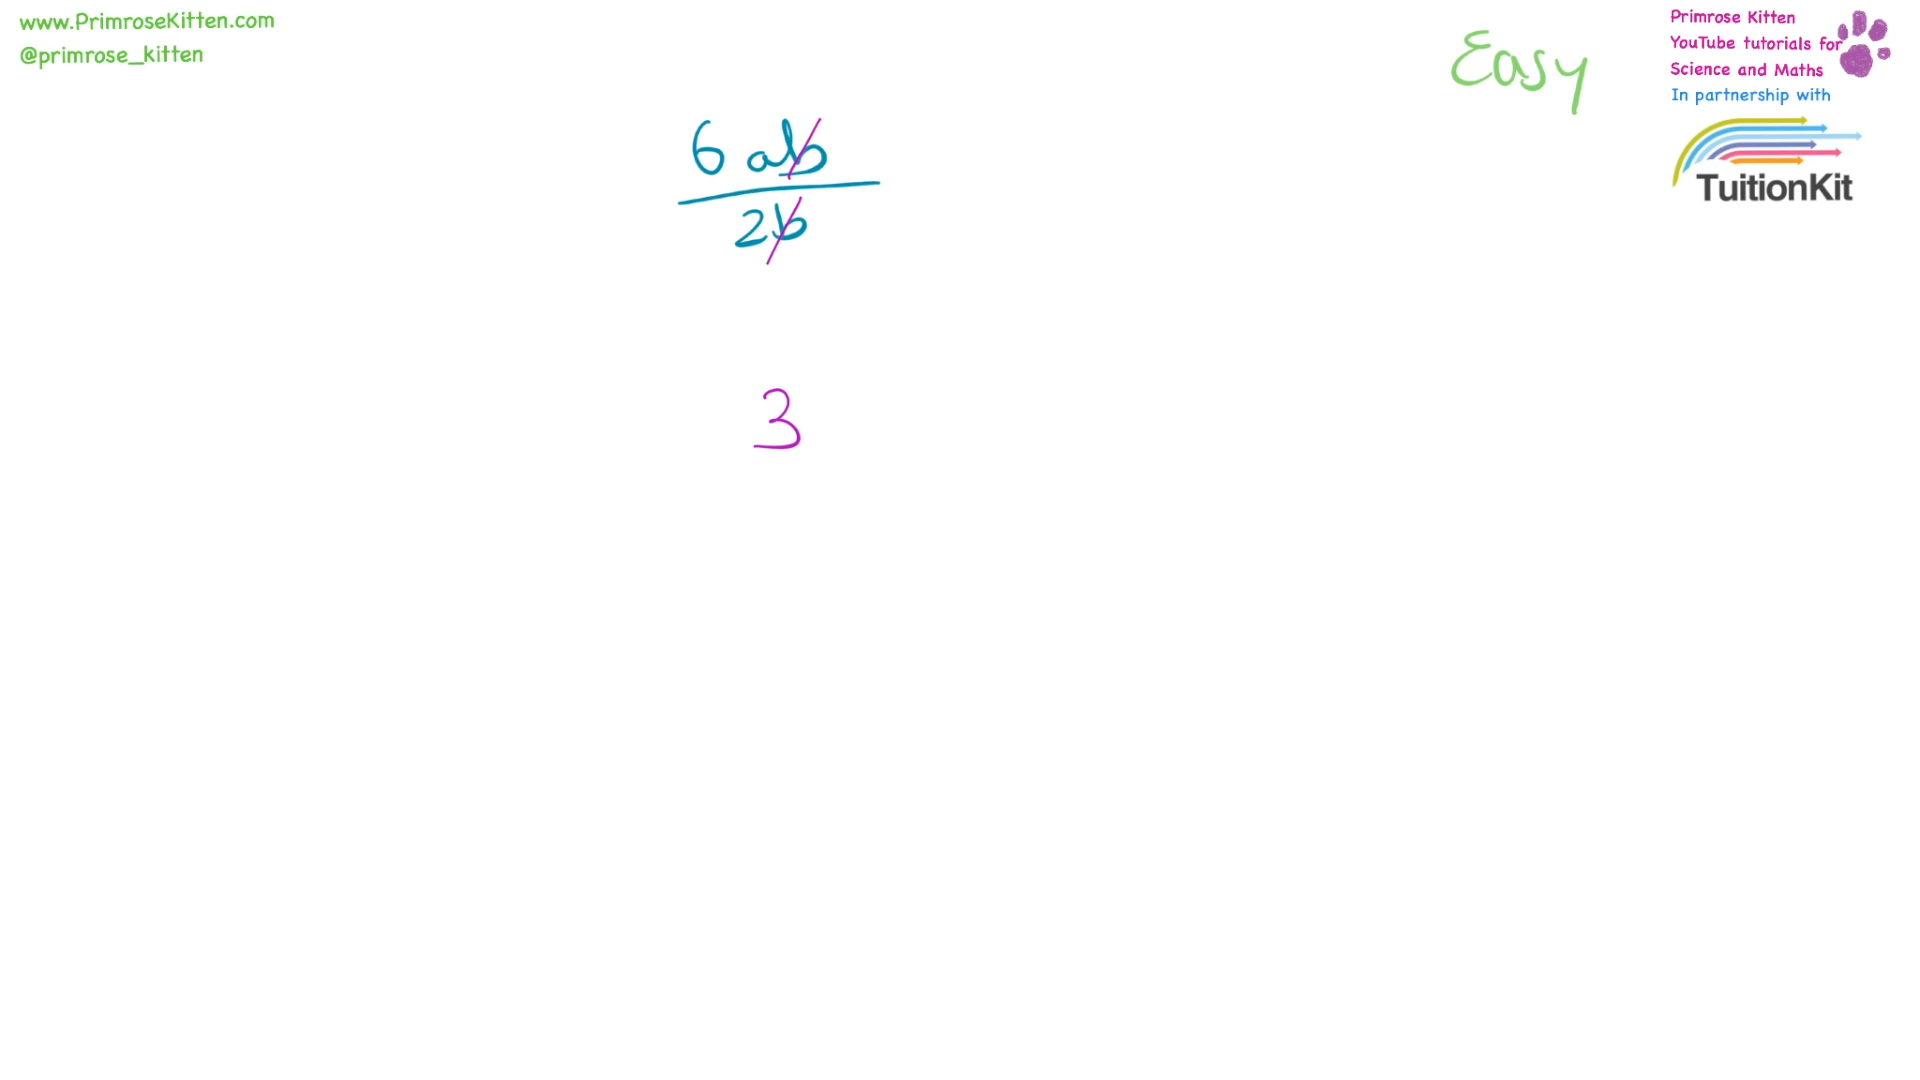 www.PrimroseKitten.com
@primrose_kitten
Easy
Primrose Kitten
YouTube tutorials for
Science and Maths
In partnership with
TuitionKit
6 ab
2b
3